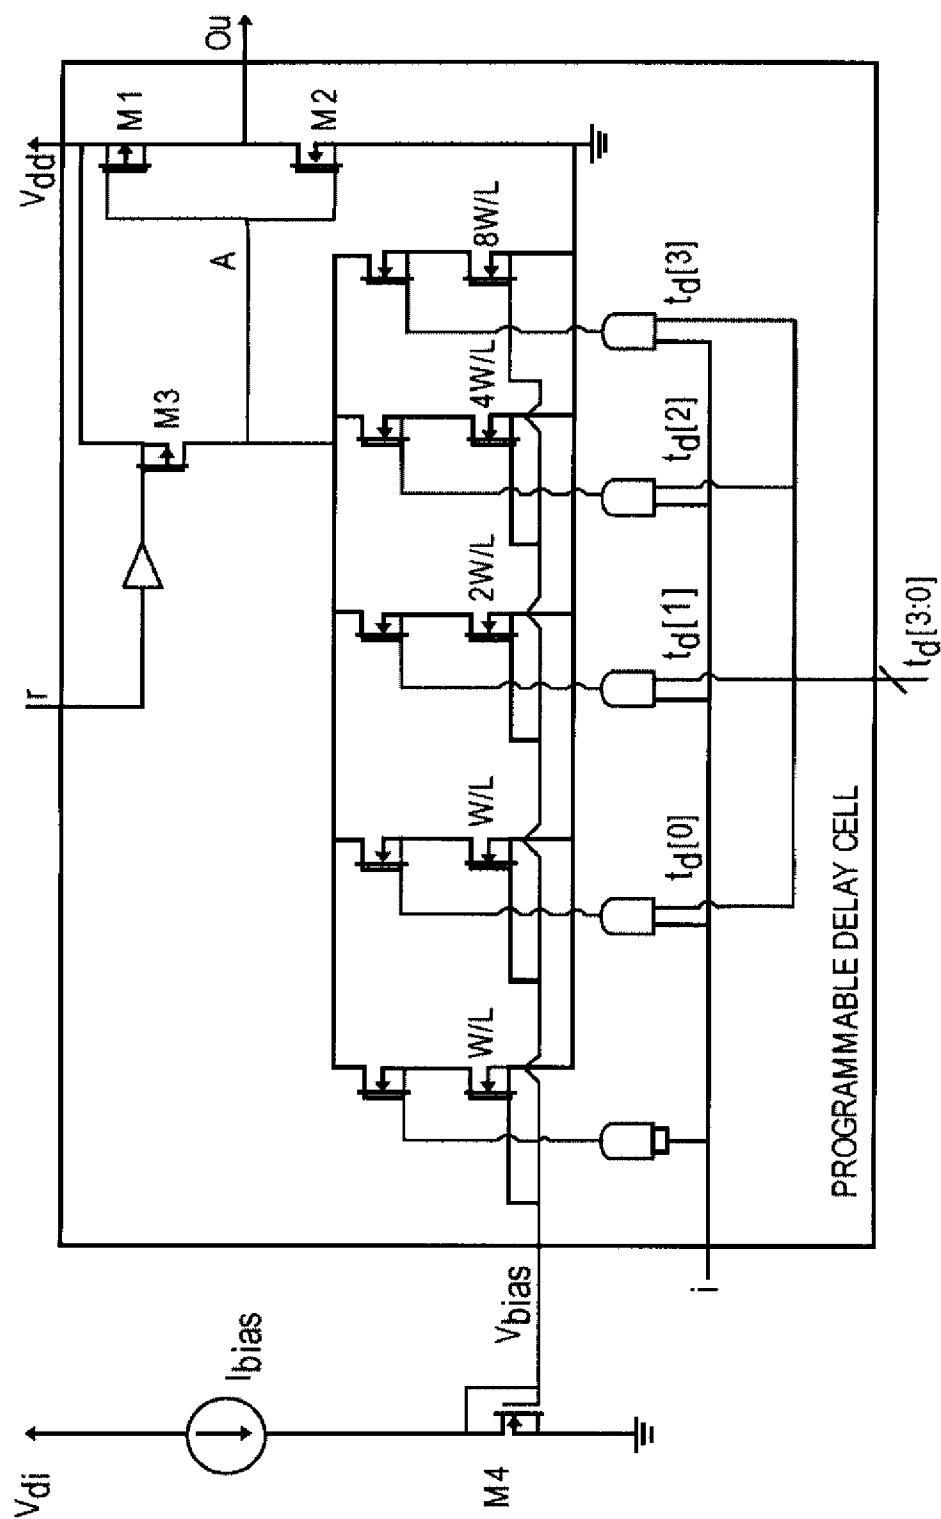 Vdi
Ibias
M4
Vbias
i
Ir
Vdd
Ou
M1
M2
M3
A
W/L
W/L
2W/L
4W/L
8W/L
td[0]
td[1]
td[2]
td[3]
td[3:0]
PROGRAMMABLE DELAY CELL